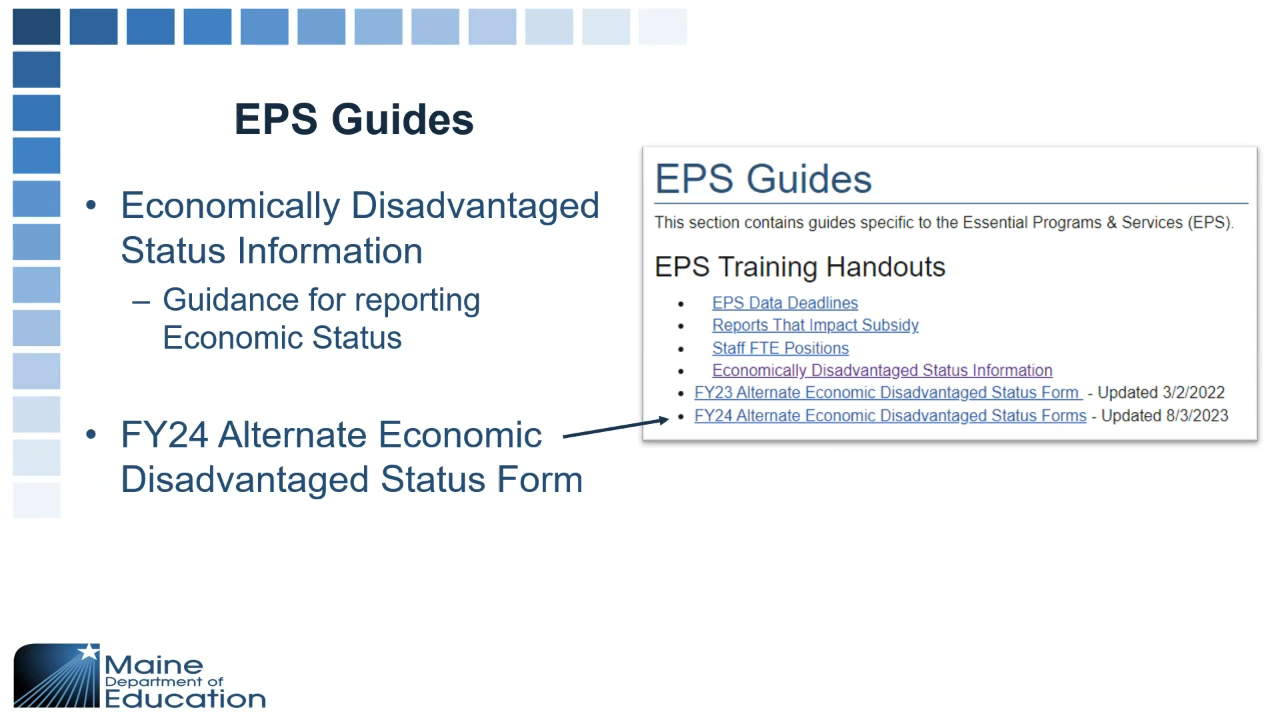 EPS Guides
• Economically Disadvantaged
Status Information
– Guidance for reporting
Economic Status
• FY24 Alternate Economic
Disadvantaged Status Form
EPS Guides
This section contains guides specific to the Essential Programs & Services (EPS).
EPS Training Handouts
• EPS Data Deadlines
• Reports That Impact Subsidy
• Staff FTE Positions
• Economically Disadvantaged Status Information
• FY23 Alternate Economic Disadvantaged Status Form - Updated 3/2/2022
• FY24 Alternate Economic Disadvantaged Status Forms - Updated 8/3/2023
Maine
Department of
Education